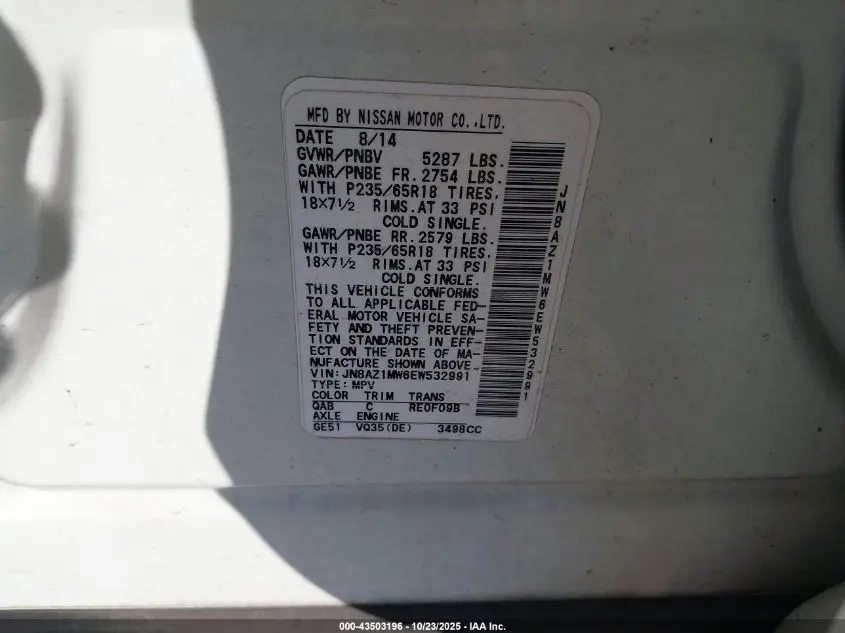 MFD BY NISSAN MOTOR CO.,LTD.
DATE 8/14
GVWR/PNBV 5287 LBS.
GAWR/PNBE FR. 2754 LBS.
WITH P235/65R18 TIRES.
18X7½ RIMS.AT 33 PSI
COLD SINGLE.
GAWR/PNBE RR. 2579 LBS.
WITH P235/65R18 TIRES.
18X7½ RIMS.AT 33 PSI
COLD SINGLE.
THIS VEHICLE CONFORMS
TO ALL APPLICABLE FED-
ERAL MOTOR VEHICLE SA-
FETY AND THEFT PREVEN-
TION STANDARDS IN EFF-
ECT ON THE DATE OF MA-
NUFACTURE SHOWN ABOVE.
VIN: JN8AZ1MW6EW532991
TYPE: MPV
COLOR TRIM TRANS
QAB C RE0F09B
AXLE ENGINE
GE51 VQ35(DE) 3498CC
JN8AZ1MW6EW532991
000-43503196 - 10/23/2025 - IAA Inc.